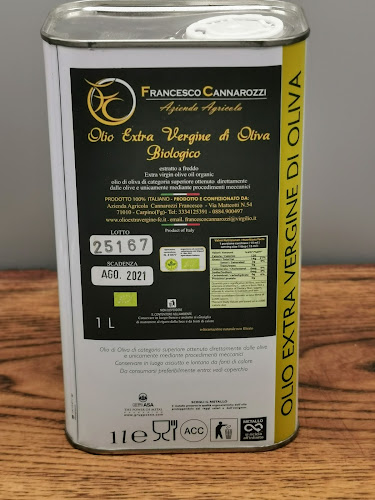 FRANCESCO CANNAROZZI
Azienda Agricola
Olio Extra Vergine di Oliva
Biologico
estratto a freddo
Extra virgin olive oil organic
olio di oliva di categoria superiore ottenuto direttamente
dalle olive e unicamente mediante procedimenti meccanici
PRODOTTO 100% ITALIANO - PRODOTTO E CONFEZIONATO DA:
Azienda Agricola Cannarozzi Francesco - Via Matteotti N.54
71010 - Carpino(Fg) - Tel: 3334125391 - 0884.900497
www.olioextravergine-fc.it - email. francescocannarozzi@virgilio.it
Product of Italy
LOTTO
25167
SCADENZA
AGO. 2021
1 L
OLIO EXTRA VERGINE DI OLIVA
Olio di Oliva di categoria superiore ottenuto direttamente dalle olive
e unicamente mediante procedimenti meccanici
Conservare in luogo asciutto e lontano da fonti di calore
Da consumarsi preferibilmente entro: vedi coperchio
1l e
ACC
METALLO